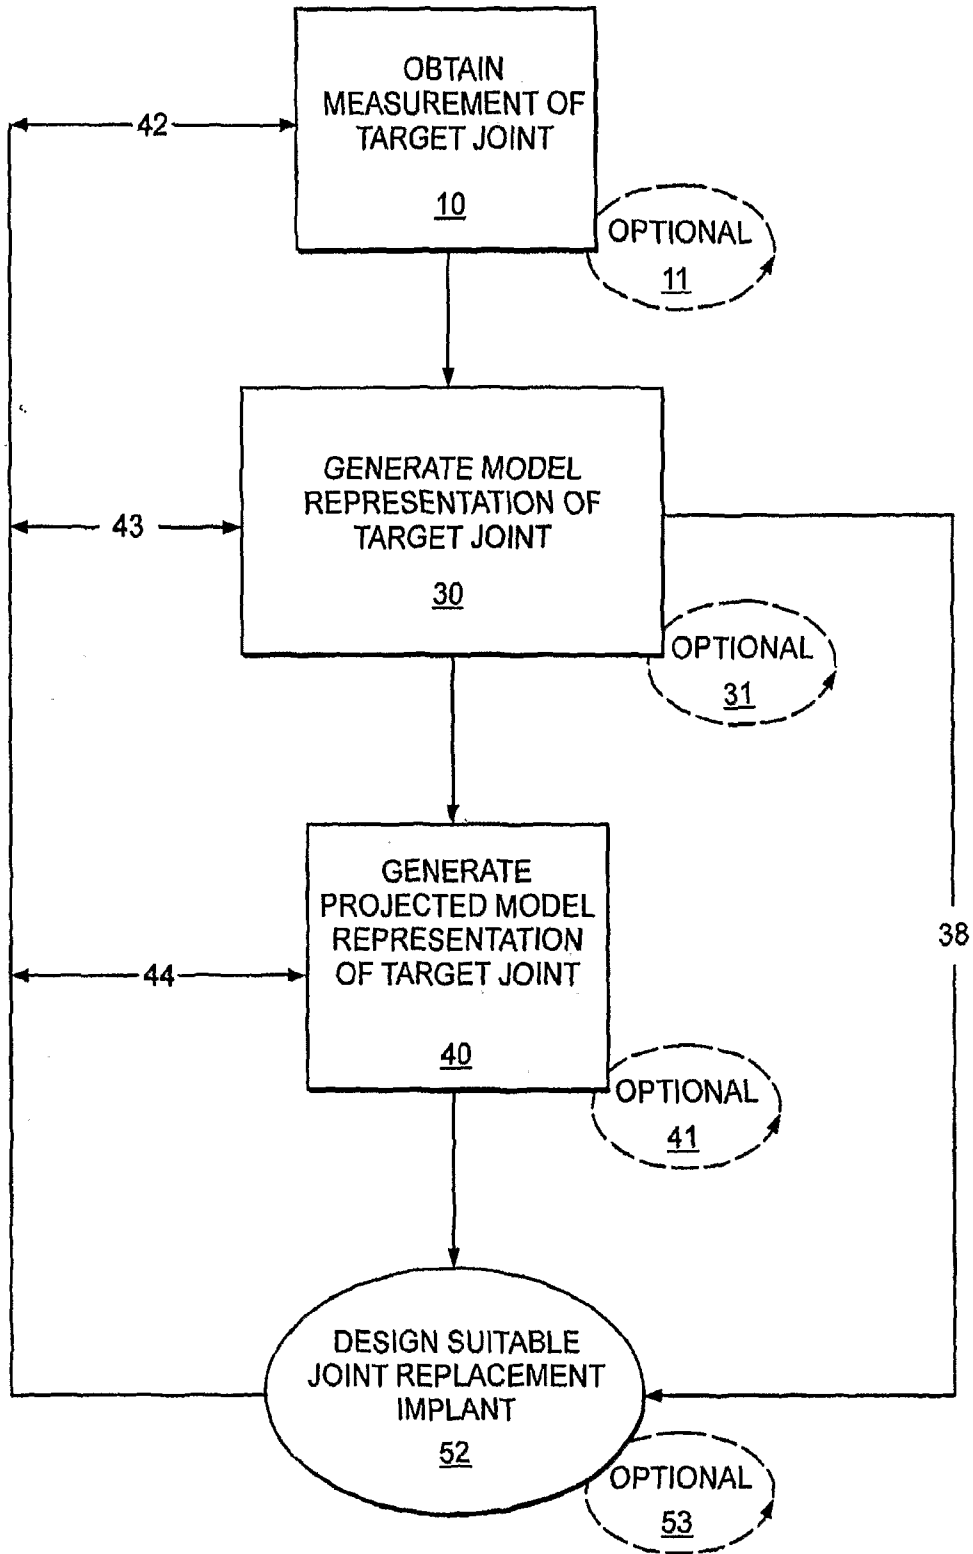 OBTAIN
MEASUREMENT OF
TARGET JOINT
10
42
OPTIONAL
11
GENERATE MODEL
REPRESENTATION OF
TARGET JOINT
30
43
OPTIONAL
31
GENERATE
PROJECTED MODEL
REPRESENTATION
OF TARGET JOINT
40
38
44
OPTIONAL
41
DESIGN SUITABLE
JOINT REPLACEMENT
IMPLANT
52
OPTIONAL
53